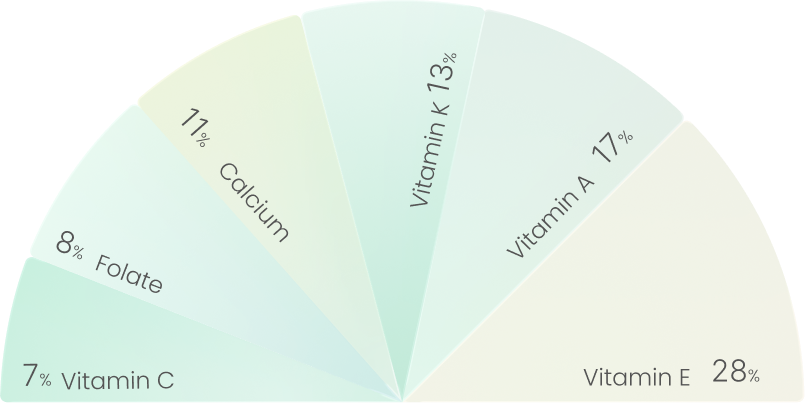 7% Vitamin C
8% Folate
11% Calcium
Vitamin K 13%
Vitamin A 17%
Vitamin E 28%